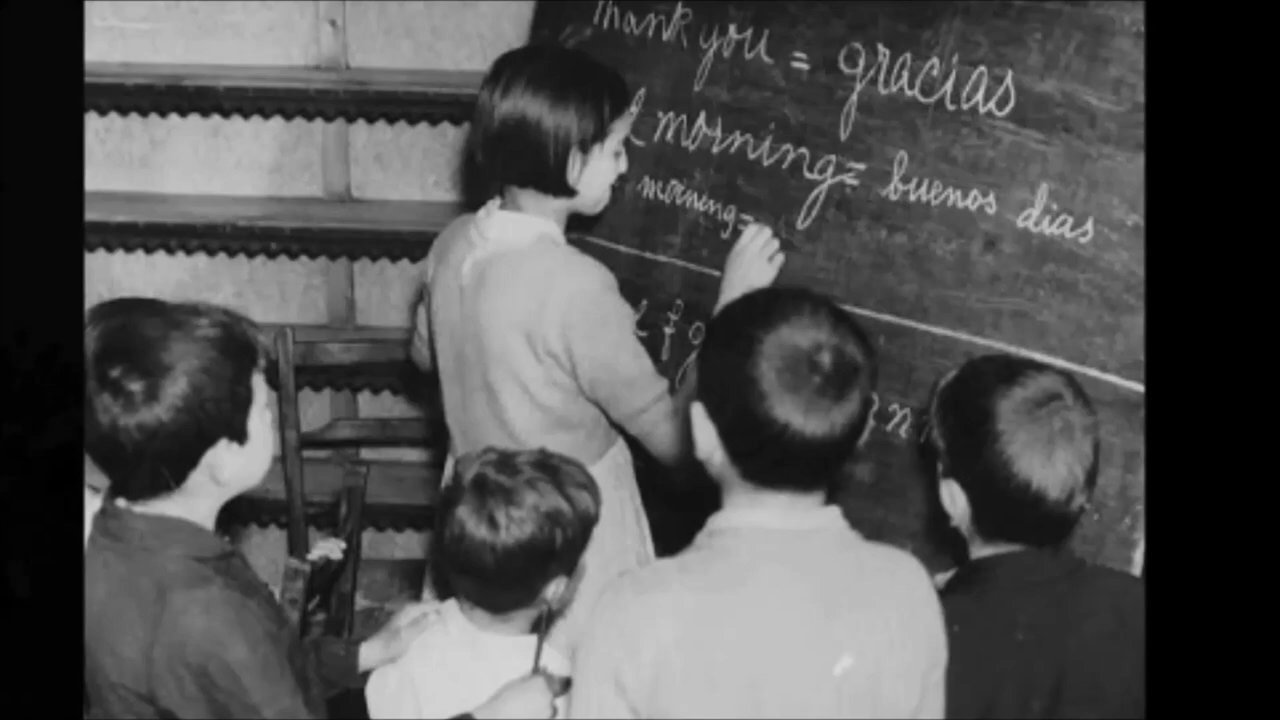 Thank you = gracias
morning = buenos dias
morning =
f g
n